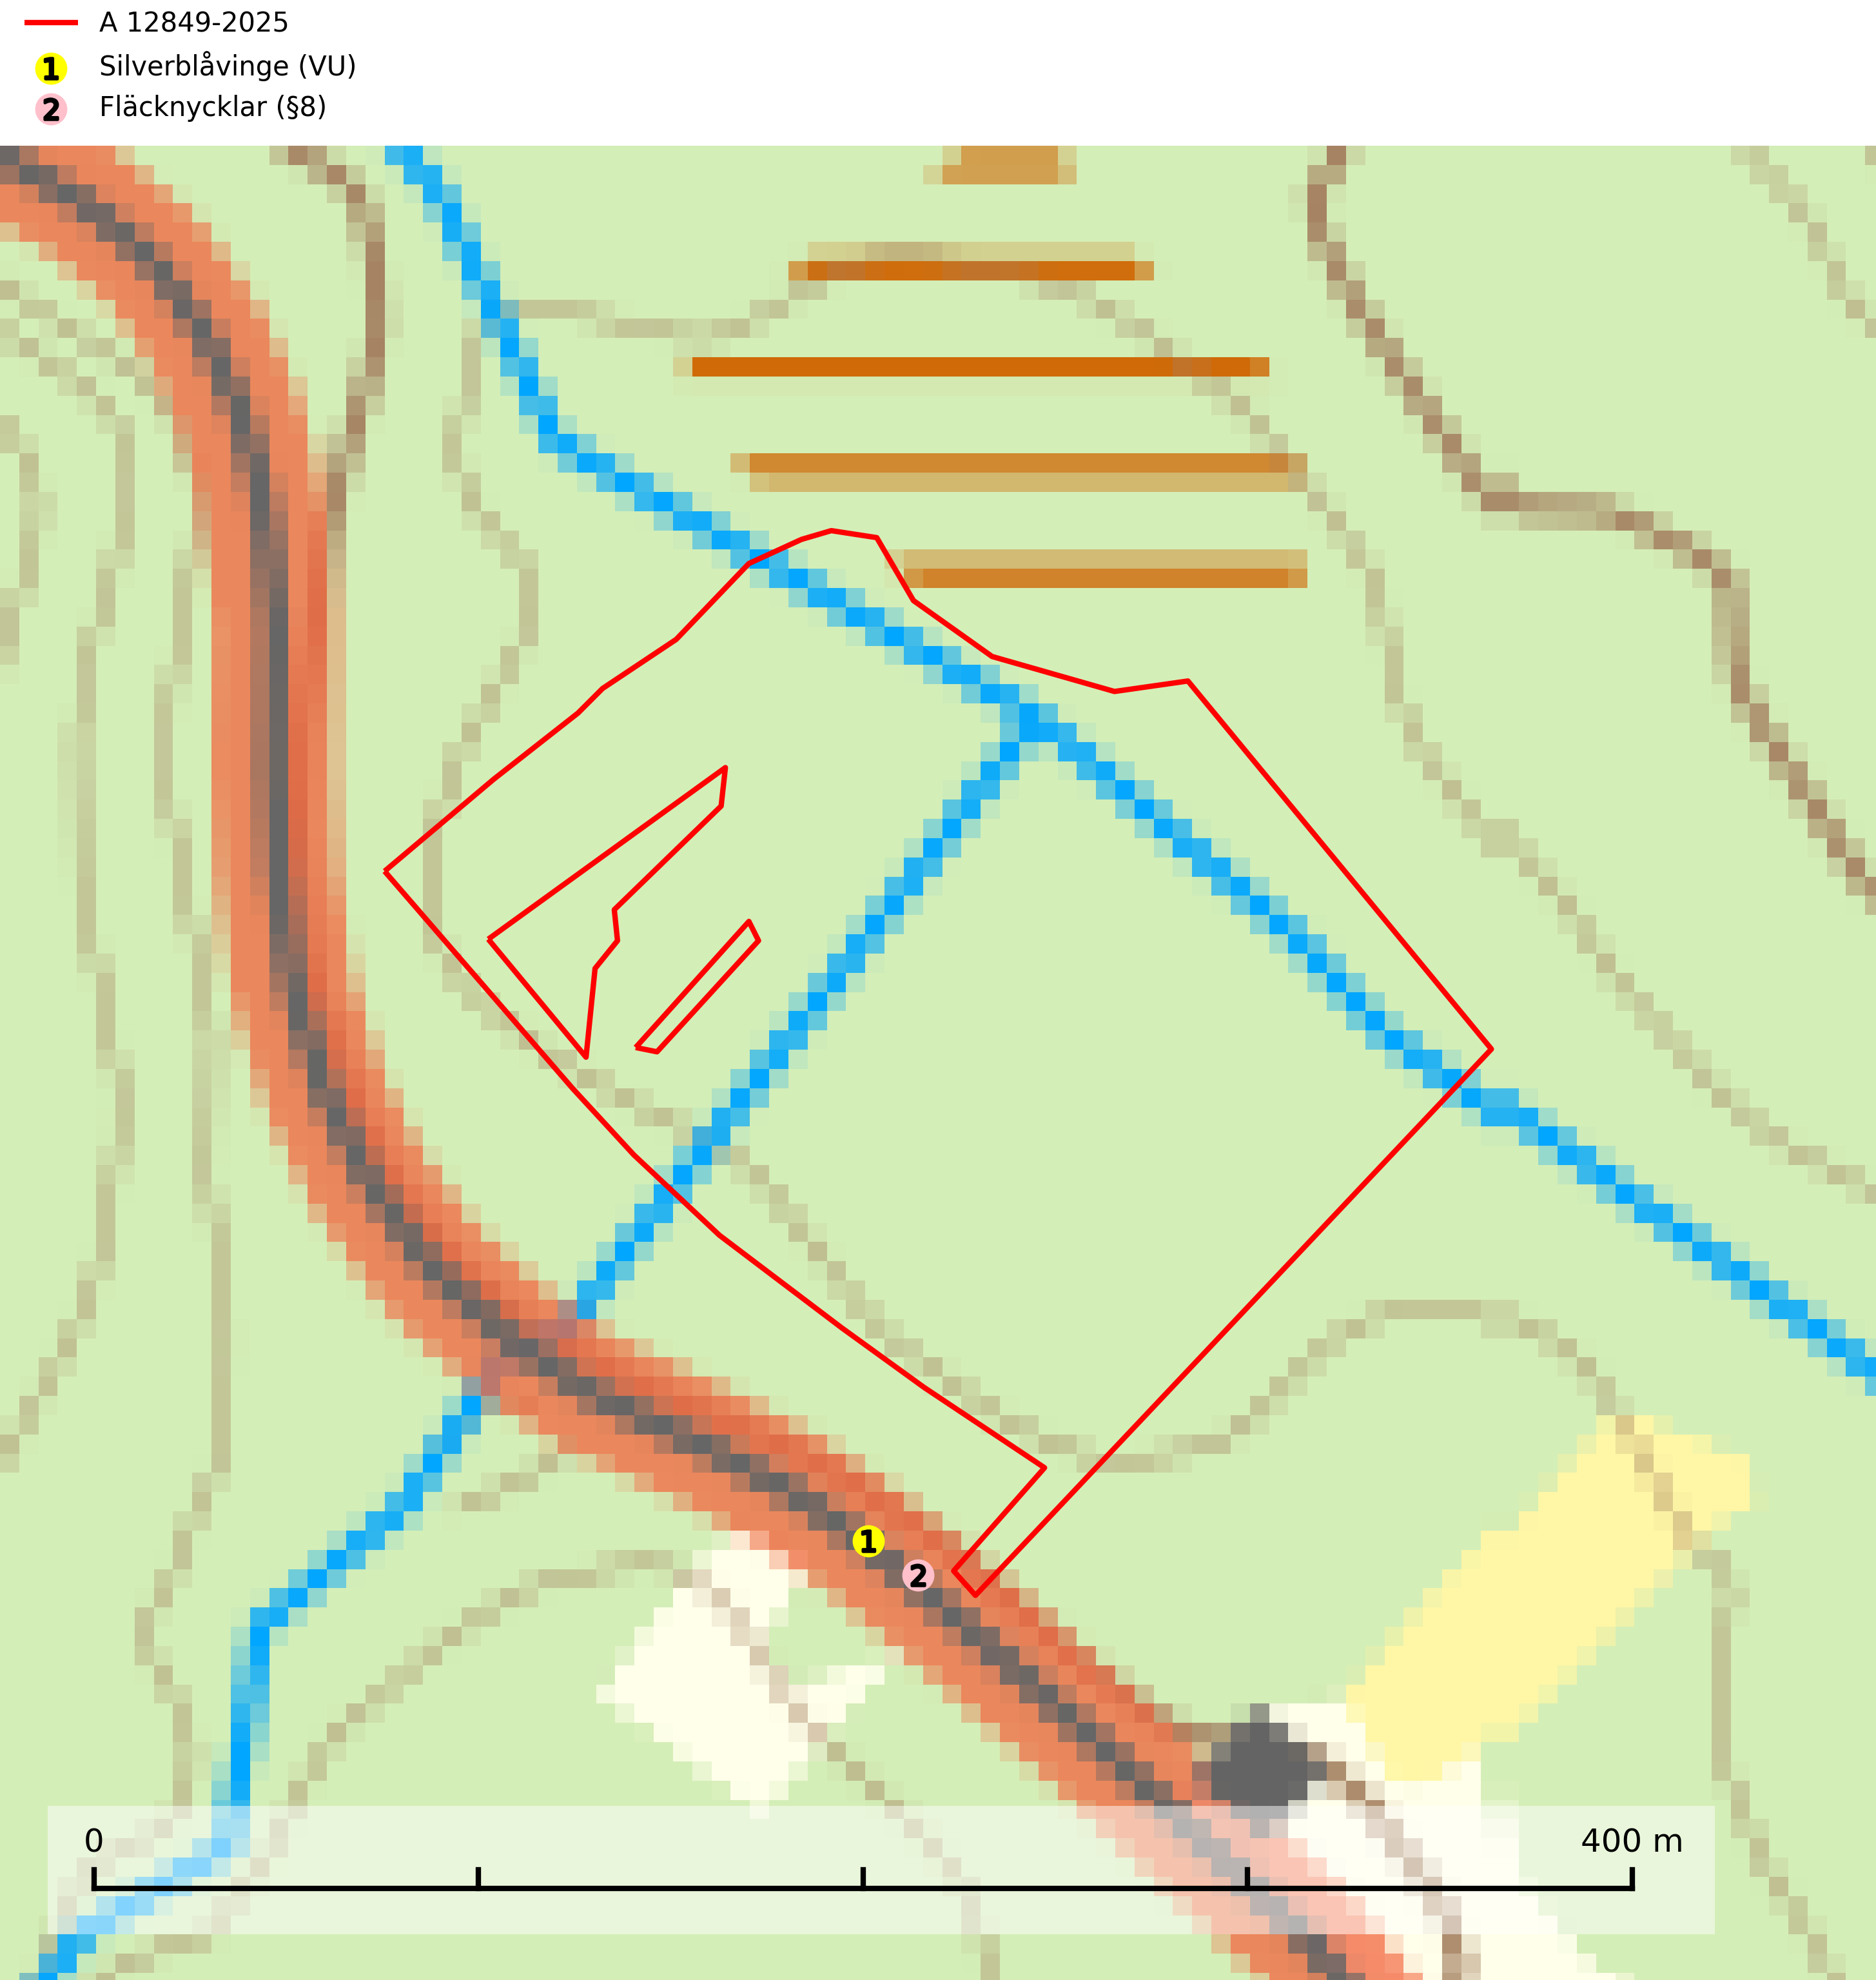 A 12849-2025
1 Silverblåvinge (VU)
2 Fläcknycklar (§8)
1
2
0 400 m